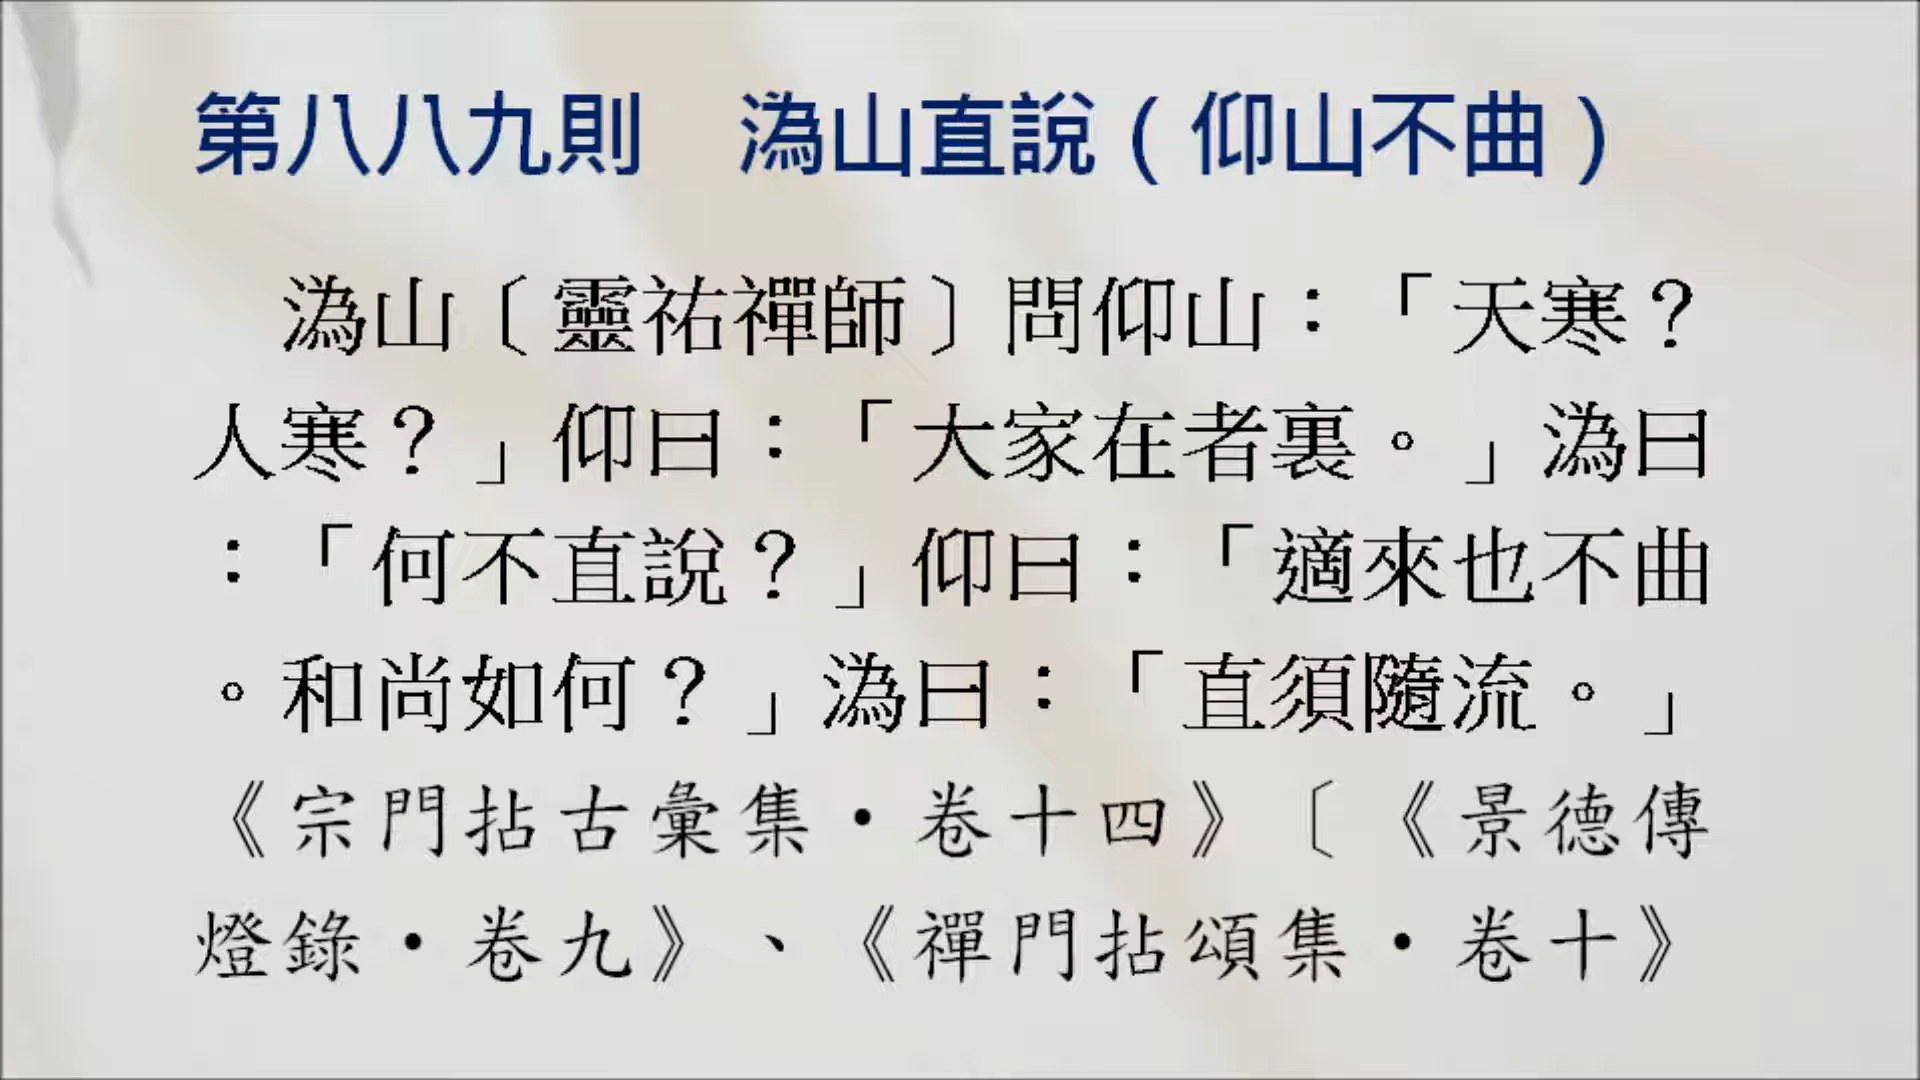 第八八九則　溈山直說（仰山不曲）
溈山〔靈祐禪師〕問仰山：「天寒？
人寒？」仰曰：「大家在者裏。」溈曰
：「何不直說？」仰曰：「適來也不曲
。和尚如何？」溈曰：「直須隨流。」
《宗門拈古彙集・卷十四》〔《景德傳
燈錄・卷九》、《禪門拈頌集・卷十》